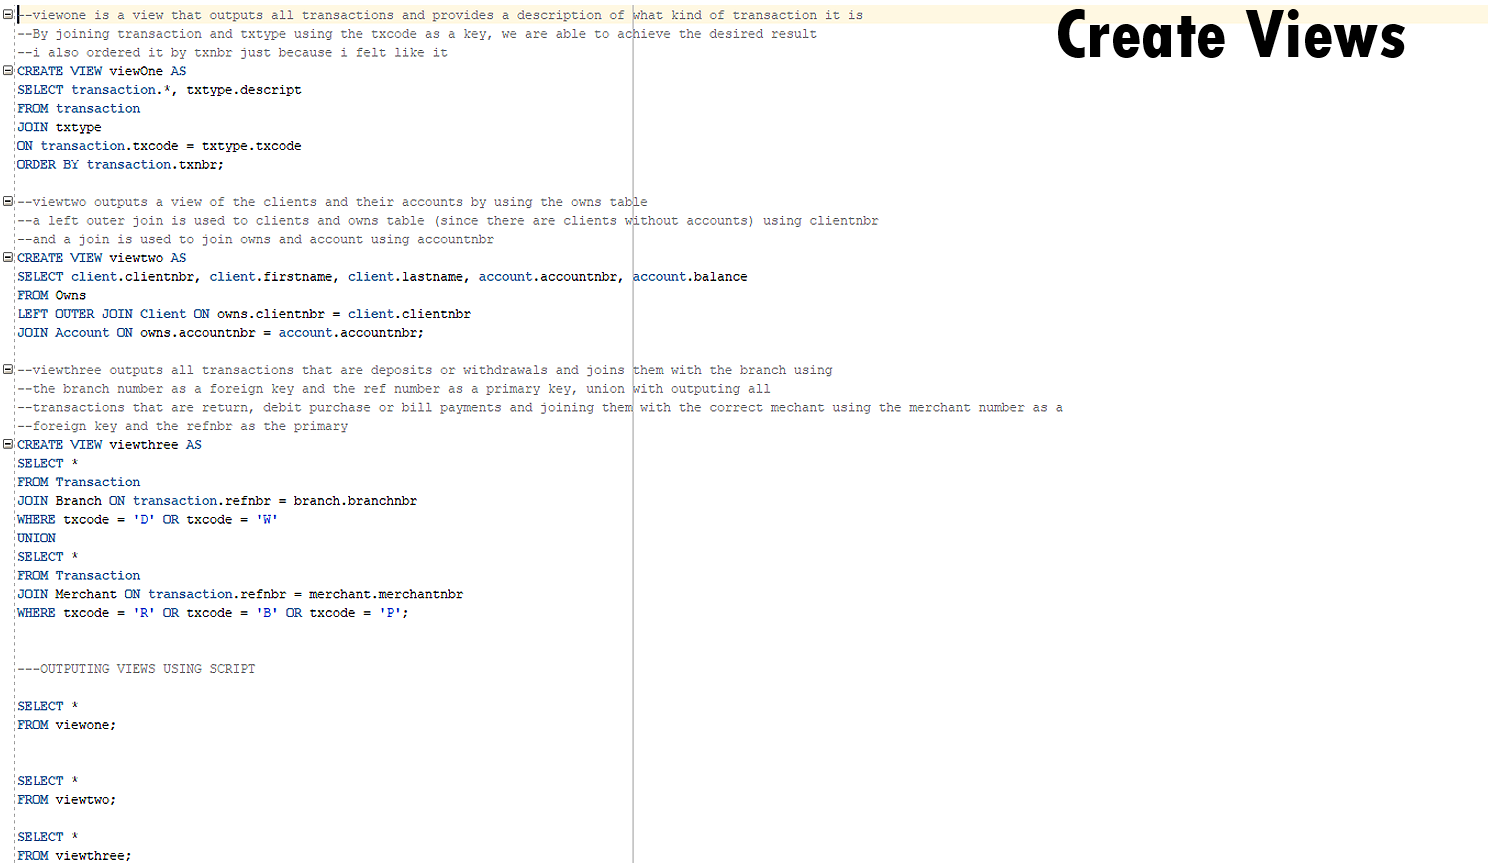 --viewone is a view that outputs all transactions and provides a description of what kind of transaction it is
Create Views
--By joining transaction and txtype using the txcode as a key, we are able to achieve the desired result
--i also ordered it by txnbr just because i felt like it
CREATE VIEW viewOne AS
SELECT transaction.*, txtype.descript
FROM transaction
JOIN txtype
ON transaction.txcode = txtype.txcode
ORDER BY transaction.txnbr;
--viewtwo outputs a view of the clients and their accounts by using the owns table
--a left outer join is used to clients and owns table (since there are clients without accounts) using clientnbr
--and a join is used to join owns and account using accountnbr
CREATE VIEW viewtwo AS
SELECT client.clientnbr, client.firstname, client.lastname, account.accountnbr, account.balance
FROM Owns
LEFT OUTER JOIN Client ON owns.clientnbr = client.clientnbr
JOIN Account ON owns.accountnbr = account.accountnbr;
--viewthree outputs all transactions that are deposits or withdrawals and joins them with the branch using
--the branch number as a foreign key and the ref number as a primary key, union with outputing all
--transactions that are return, debit purchase or bill payments and joining them with the correct mechant using the merchant number as a
--foreign key and the refnbr as the primary
CREATE VIEW viewthree AS
SELECT *
FROM Transaction
JOIN Branch ON transaction.refnbr = branch.branchnbr
WHERE txcode = 'D' OR txcode = 'W'
UNION
SELECT *
FROM Transaction
JOIN Merchant ON transaction.refnbr = merchant.merchantnbr
WHERE txcode = 'R' OR txcode = 'B' OR txcode = 'P';
---OUTPUTING VIEWS USING SCRIPT
SELECT *
FROM viewone;
SELECT *
FROM viewtwo;
SELECT *
FROM viewthree;